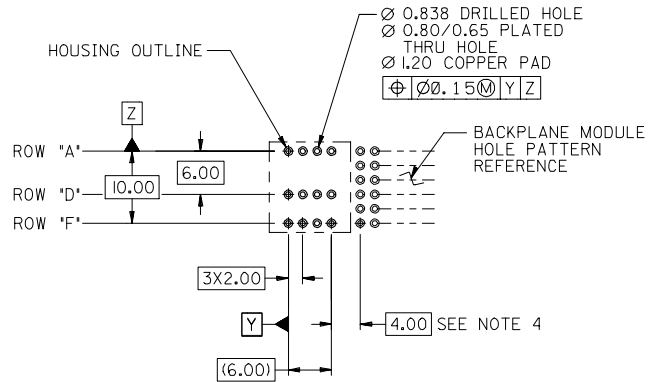 Ø 0.838 DRILLED HOLE
Ø 0.80/0.65 PLATED
THRU HOLE
Ø 1.20 COPPER PAD
⌖ Ø0.15Ⓜ Y Z
HOUSING OUTLINE
Z
BACKPLANE MODULE
HOLE PATTERN
REFERENCE
ROW "A"
6.00
10.00
ROW "D"
ROW "F"
3X2.00
Y
4.00 SEE NOTE 4
(6.00)